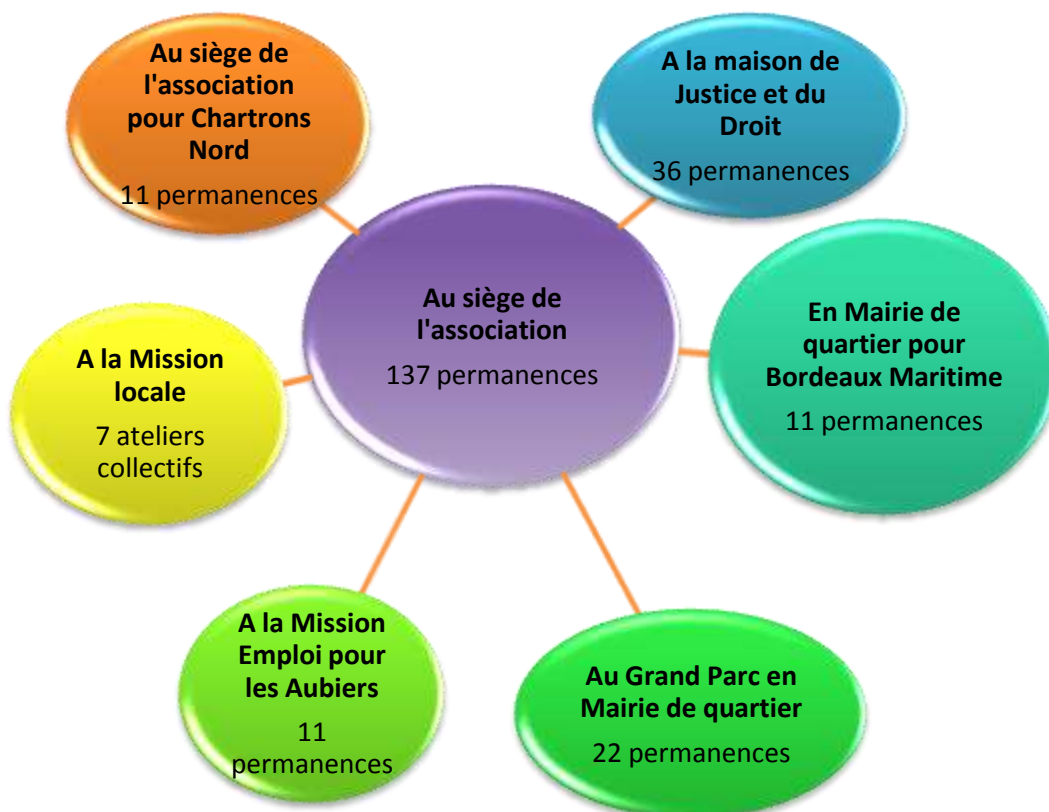 Au siège de
l'association
pour Chartrons
Nord
11 permanences
A la maison de
Justice et du
Droit
36 permanences
Au siège de
l'association
137 permanences
En Mairie de
quartier pour
Bordeaux Maritime
11 permanences
A la Mission
locale
7 ateliers
collectifs
A la Mission
Emploi pour
les Aubiers
11
permanences
Au Grand Parc en
Mairie de quartier
22 permanences